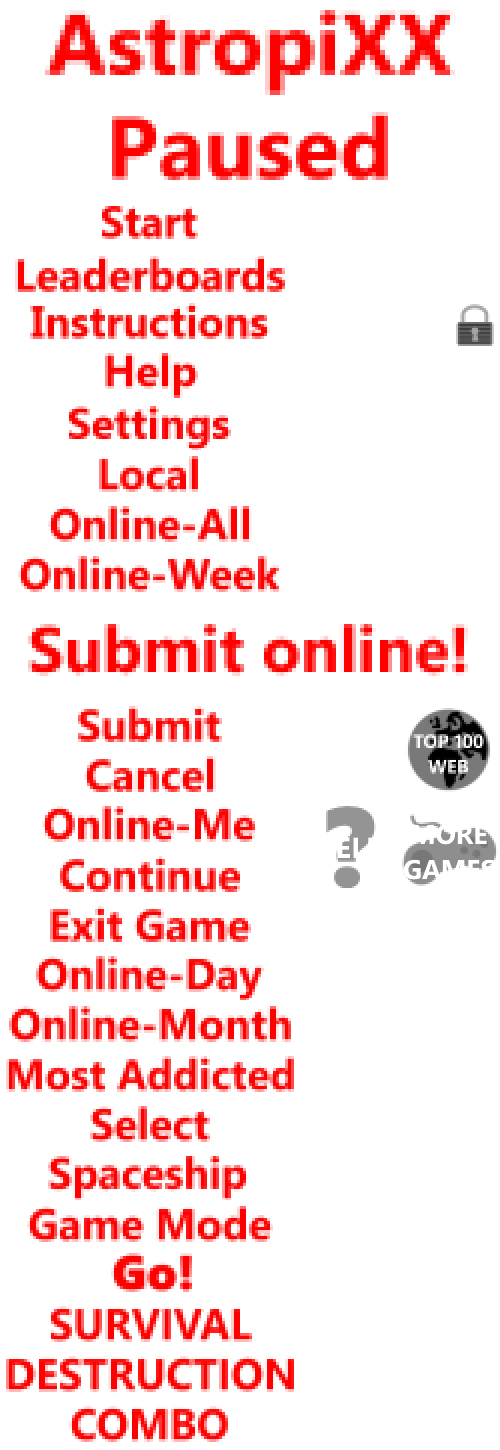 AstropiXX
Paused
Start
Leaderboards
Instructions
Help
Settings
Local
Online-All
Online-Week
Submit online!
Submit
TOP 100
WEB
Cancel
Online-Me
MORE
GAMES
Continue
Exit Game
Online-Day
Online-Month
Most Addicted
Select
Spaceship
Game Mode
Go!
SURVIVAL
DESTRUCTION
COMBO